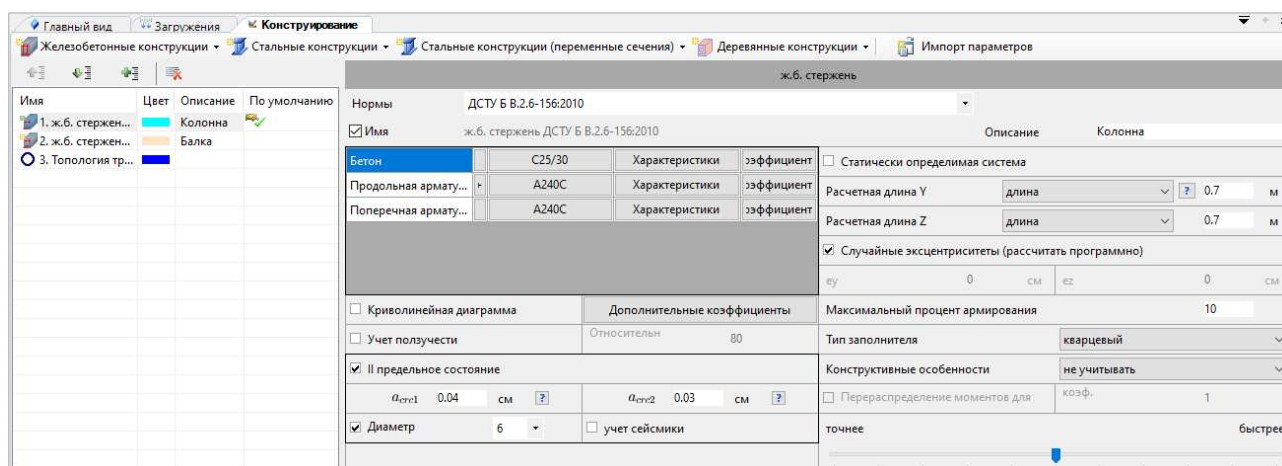 Главный вид Загружения Конструирование
Железобетонные конструкции Стальные конструкции Стальные конструкции (переменные сечения) Деревянные конструкции Импорт параметров
ж.б. стержень
Имя Цвет Описание По умолчанию
1. ж.б. стержен... Колонна
2. ж.б. стержен... Балка
3. Топология тр...
Нормы ДСТУ Б В.2.6-156:2010
Имя ж.б. стержень ДСТУ Б В.2.6-156:2010 Описание Колонна
Бетон C25/30 Характеристики эффициент
Продольная армату... A240C Характеристики эффициент
Поперечная армату... A240C Характеристики эффициент
Статически определимая система
Расчетная длина Y длина ? 0.7 м
Расчетная длина Z длина 0.7 м
Случайные эксцентриситеты (рассчитать программно)
ey 0 см ez 0 см
Криволинейная диаграмма Дополнительные коэффициенты
Учет ползучести Относительн 80
II предельное состояние
acrc1 0.04 см ? acrc2 0.03 см ?
Диаметр 6 учет сейсмики
Максимальный процент армирования 10
Тип заполнителя кварцевый
Конструктивные особенности не учитывать
Перераспределение моментов для коэф. 1
точнее быстрее